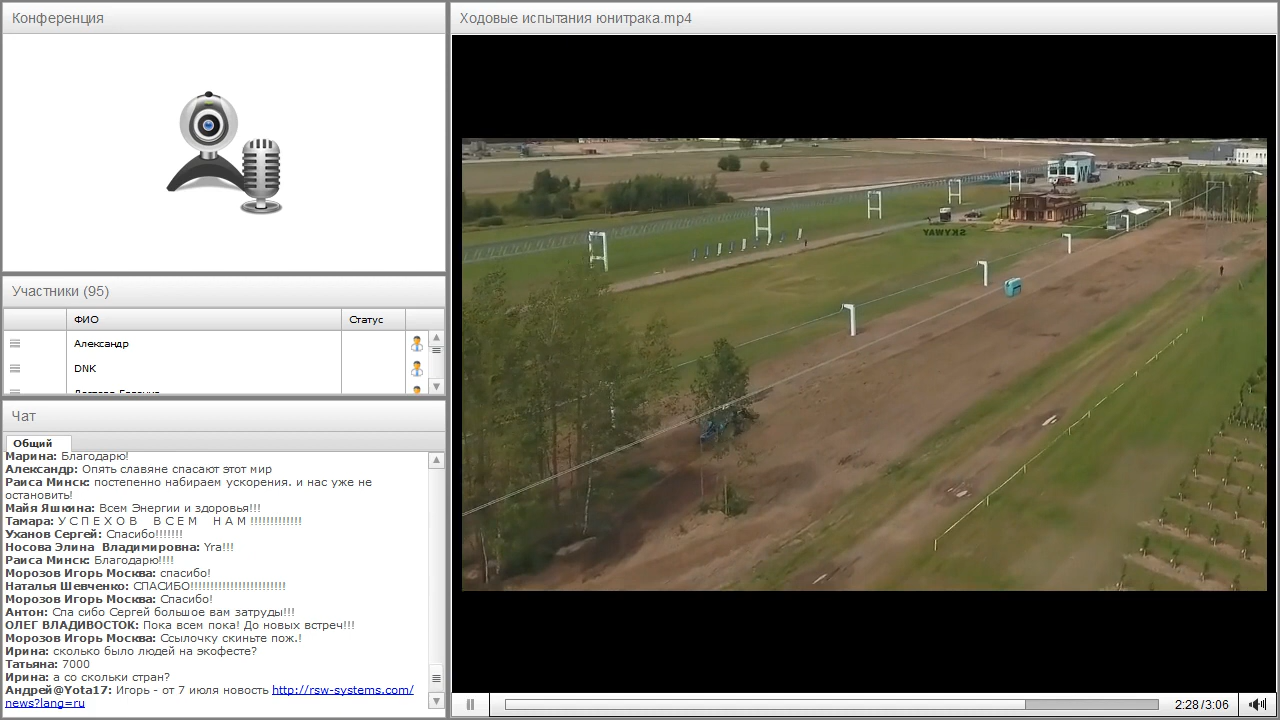 Конференция
Ходовые испытания юнитрака.mp4
SKYWAY
Участники (95)
ФИО
Статус
Александр
DNK
Чат
Общий
Марина: Благодарю!
Александр: Опять славяне спасают этот мир
Раиса Минск: постепенно набираем ускорения. и нас уже не
остановить!
Майя Яшкина: Всем Энергии и здоровья!!!
Тамара: У С П Е Х О В В С Е М Н А М !!!!!!!!!!!!!
Уханов Сергей: Спасибо!!!!!!!
Носова Элина Владимировна: Yra!!!
Раиса Минск: Благодарю!!!!
Морозов Игорь Москва: спасибо!
Наталья Шевченко: СПАСИБО!!!!!!!!!!!!!!!!!!!!!!!!
Морозов Игорь Москва: Спасибо!
Антон: Спа сибо Сергей большое вам затруды!!!
ОЛЕГ ВЛАДИВОСТОК: Пока всем пока! До новых встреч!!!
Морозов Игорь Москва: Ссылочку скиньте пож.!
Ирина: сколько было людей на экофесте?
Татьяна: 7000
Ирина: а со скольки стран?
Андрей@Yota17: Игорь - от 7 июля новость http://rsw-systems.com/
news?lang=ru
2:28/3:06